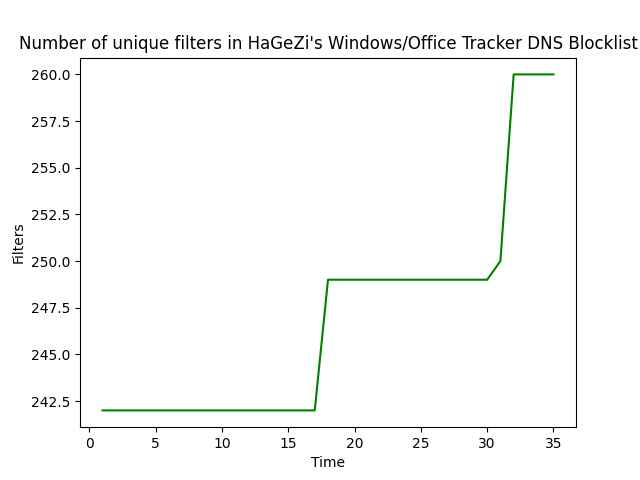 Number of unique filters in HaGeZi's Windows/Office Tracker DNS Blocklist
260.0
257.5
255.0
252.5
250.0
247.5
245.0
242.5
Filters
0 5 10 15 20 25 30 35
Time